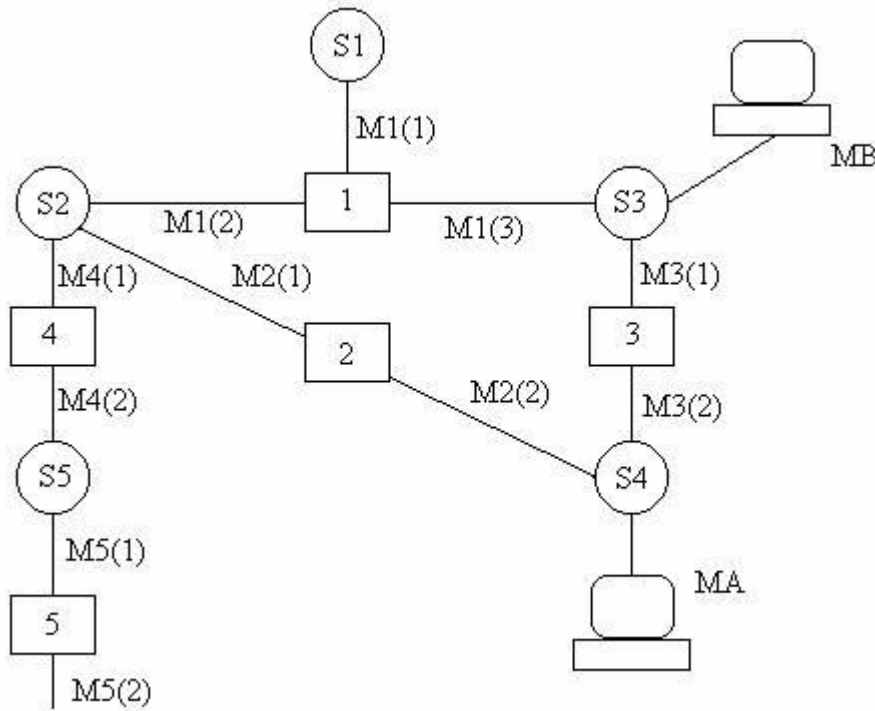 S1
M1(1)
MB
S2
1
S3
M1(2)
M1(3)
M4(1)
M2(1)
M3(1)
4
2
3
M4(2)
M2(2)
M3(2)
S5
S4
M5(1)
MA
5
M5(2)